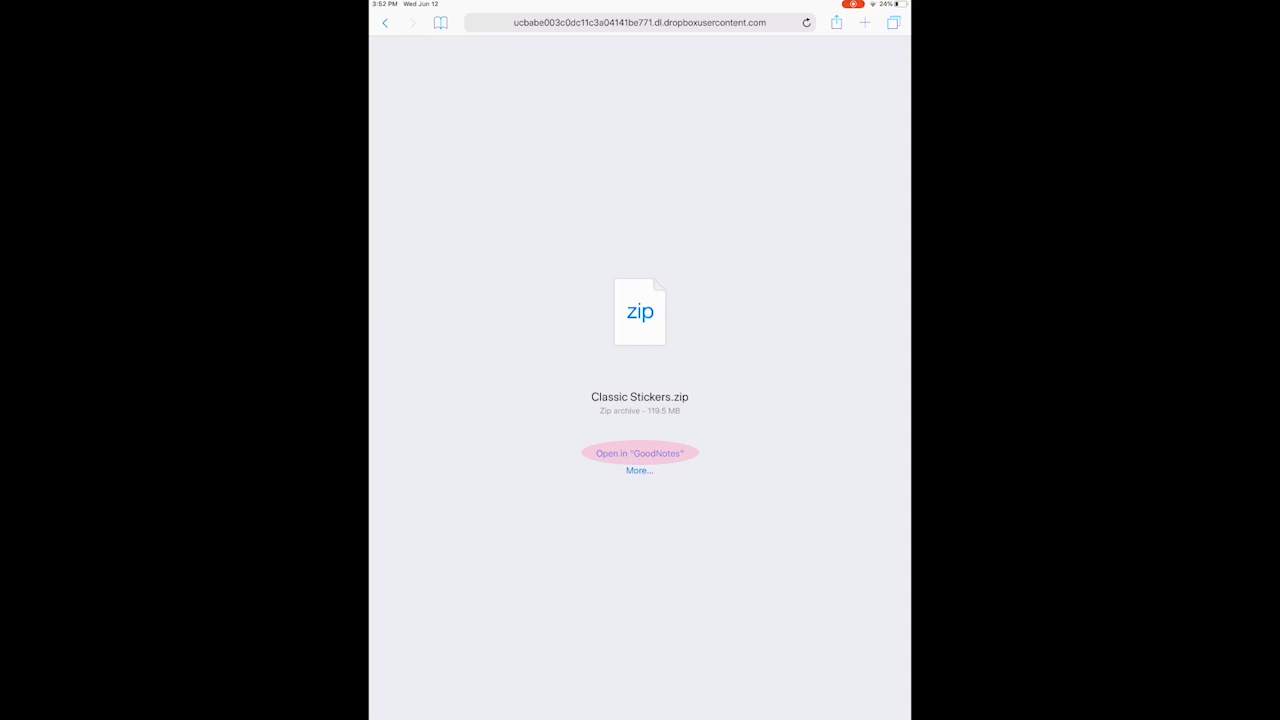 3:52 PM Wed Jun 12 24%
ucbabe003c0dc11c3a04141be771.dl.dropboxusercontent.com
zip
Classic Stickers.zip
Zip archive - 119.5 MB
Open in "GoodNotes"
More...